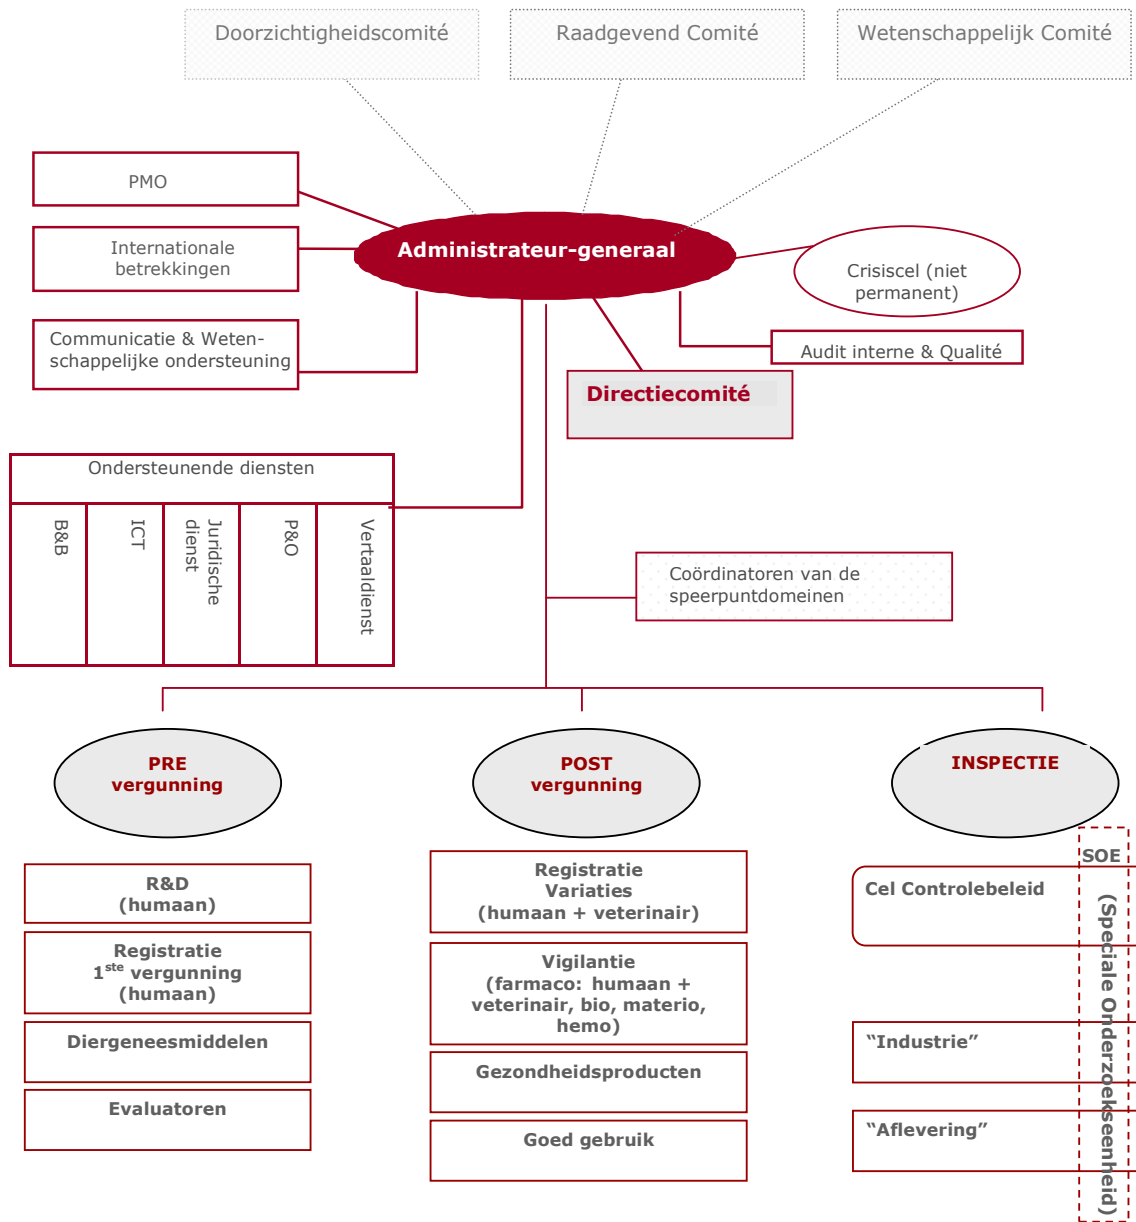 Doorzichtigheidscomité
Raadgevend Comité
Wetenschappelijk Comité
PMO
Internationale
betrekkingen
Administrateur-generaal
Crisiscel (niet
permanent)
Communicatie & Weten-
schappelijke ondersteuning
Audit interne & Qualité
Directiecomité
Ondersteunende diensten
B&B
ICT
Juridische
dienst
P&O
Vertaaldienst
Coördinatoren van de
speerpuntdomeinen
PRE
vergunning
POST
vergunning
INSPECTIE
R&D
(humaan)
Registratie
1ste vergunning
(humaan)
Diergeneesmiddelen
Evaluatoren
Registratie
Variaties
(humaan + veterinair)
Vigilantie
(farmaco: humaan +
veterinair, bio, materio,
hemo)
Gezondheidsproducten
Goed gebruik
SOE
(Speciale Onderzoekseenheid)
Cel Controlebeleid
“Industrie”
“Aflevering”